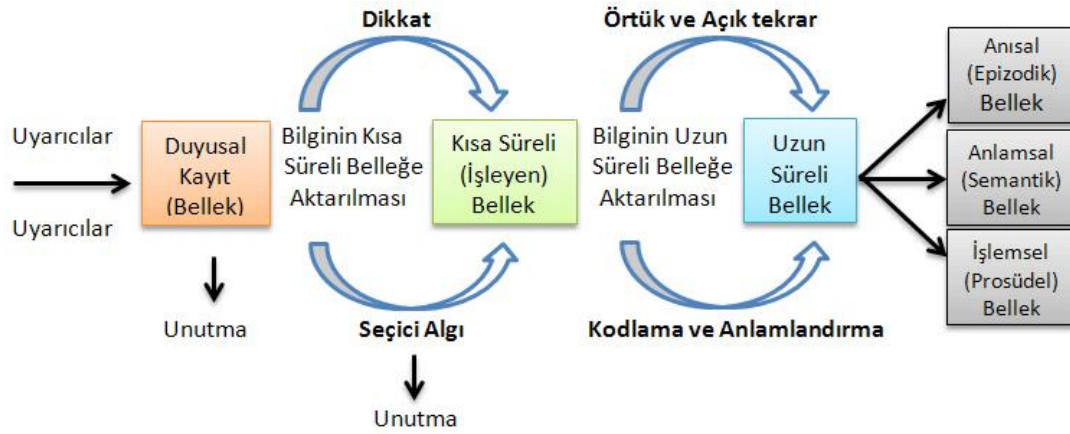 Dikkat
Örtük ve Açık tekrar
Uyarıcılar
Uyarıcılar
Duyusal
Kayıt
(Bellek)
Unutma
Bilginin Kısa
Süreli Belleğe
Aktarılması
Seçici Algı
Unutma
Kısa Süreli
(İşleyen)
Bellek
Bilginin Uzun
Süreli Belleğe
Aktarılması
Kodlama ve Anlamlandırma
Uzun
Süreli
Bellek
Anısal
(Epizodik)
Bellek
Anlamsal
(Semantik)
Bellek
İşlemsel
(Prosüdel)
Bellek